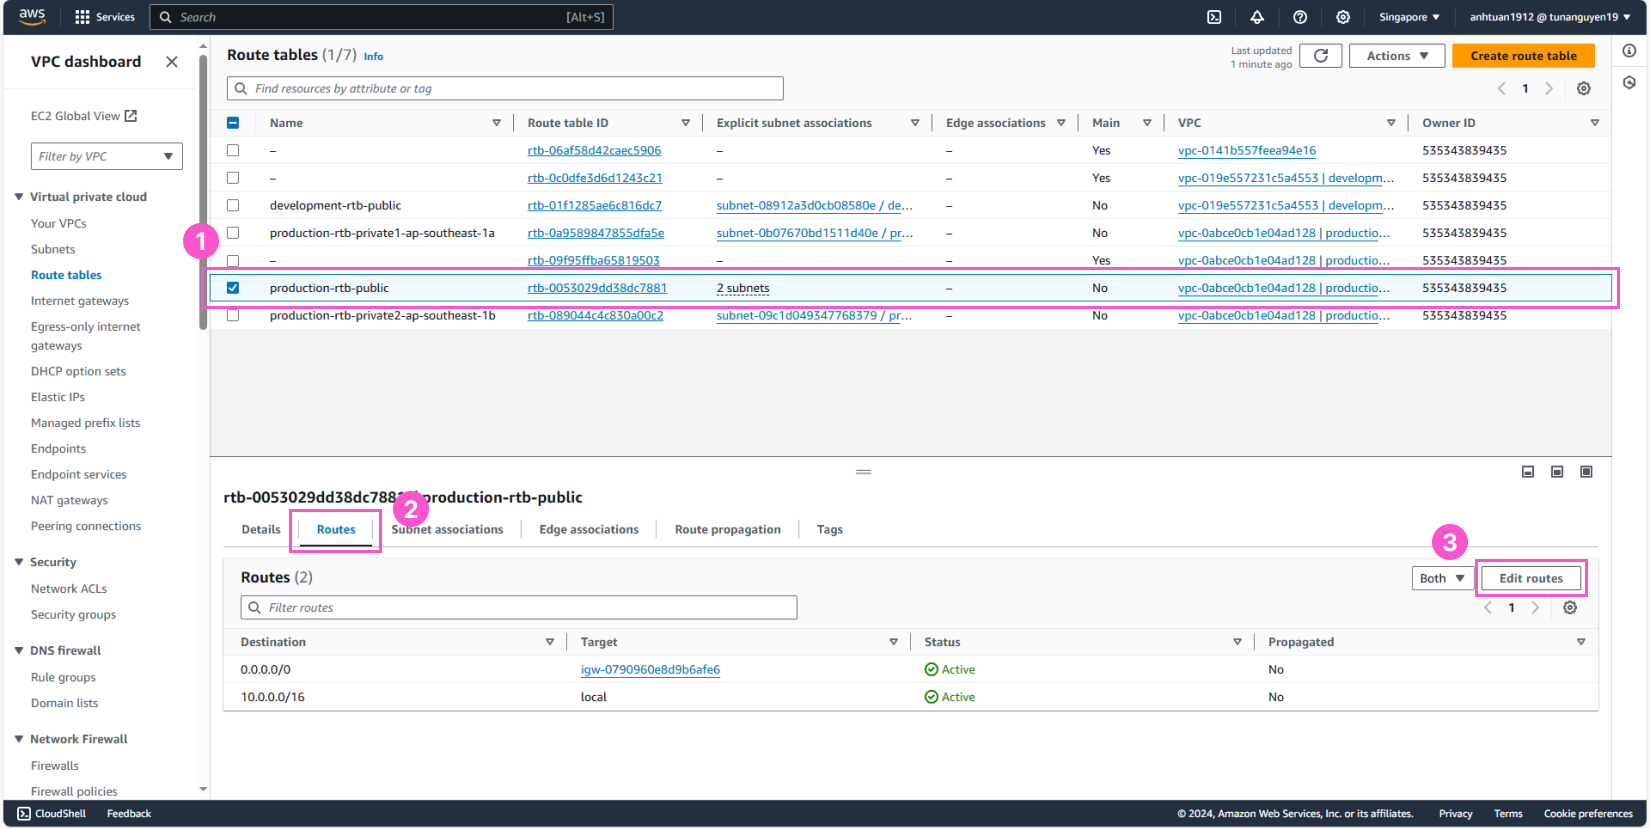 aws Services Search [Alt+S] Singapore ▼ anhtuan1912 @ tunanguyen19 ▼
VPC dashboard
EC2 Global View
Filter by VPC
Virtual private cloud
Your VPCs
Subnets
Route tables
Internet gateways
Egress-only internet
gateways
DHCP option sets
Elastic IPs
Managed prefix lists
Endpoints
Endpoint services
NAT gateways
Peering connections
Security
Network ACLs
Security groups
DNS firewall
Rule groups
Domain lists
Network Firewall
Firewalls
Firewall policies
Route tables (1/7) Info
Last updated
1 minute ago
Actions
Create route table
Find resources by attribute or tag
1
Name Route table ID Explicit subnet associations Edge associations Main VPC Owner ID
– rtb-06af58d42caec5906 – – Yes vpc-0141b557feea94e16 535343839435
– rtb-0c0dfe3d6d1243c21 – – Yes vpc-019e557231c5a4553 | developm… 535343839435
development-rtb-public rtb-01f1285ae6c816dc7 subnet-08912a3d0cb08580e / de… – No vpc-019e557231c5a4553 | developm… 535343839435
1
production-rtb-private1-ap-southeast-1a rtb-0a9589847855dfa5e subnet-0b07670bd1511d40e / pr… No vpc-0abce0cb1e04ad128 | productio… 535343839435
– rtb-09f95ffba65819503 – – Yes vpc-0abce0cb1e04ad128 | productio… 535343839435
production-rtb-public rtb-0053029dd38dc7881 2 subnets – No vpc-0abce0cb1e04ad128 | productio… 535343839435
production-rtb-private2-ap-southeast-1b rtb-089044c4c830a00c2 subnet-09c1d049347768379 / pr… – No vpc-0abce0cb1e04ad128 | productio… 535343839435
rtb-0053029dd38dc7881 / production-rtb-public
2
Details Routes Subnet associations Edge associations Route propagation Tags
3
Routes (2)
Both Edit routes
Filter routes
1
Destination Target Status Propagated
0.0.0.0/0 igw-0790960e8d9b6afe6 Active No
10.0.0.0/16 local Active No
CloudShell Feedback © 2024, Amazon Web Services, Inc. or its affiliates. Privacy Terms Cookie preferences